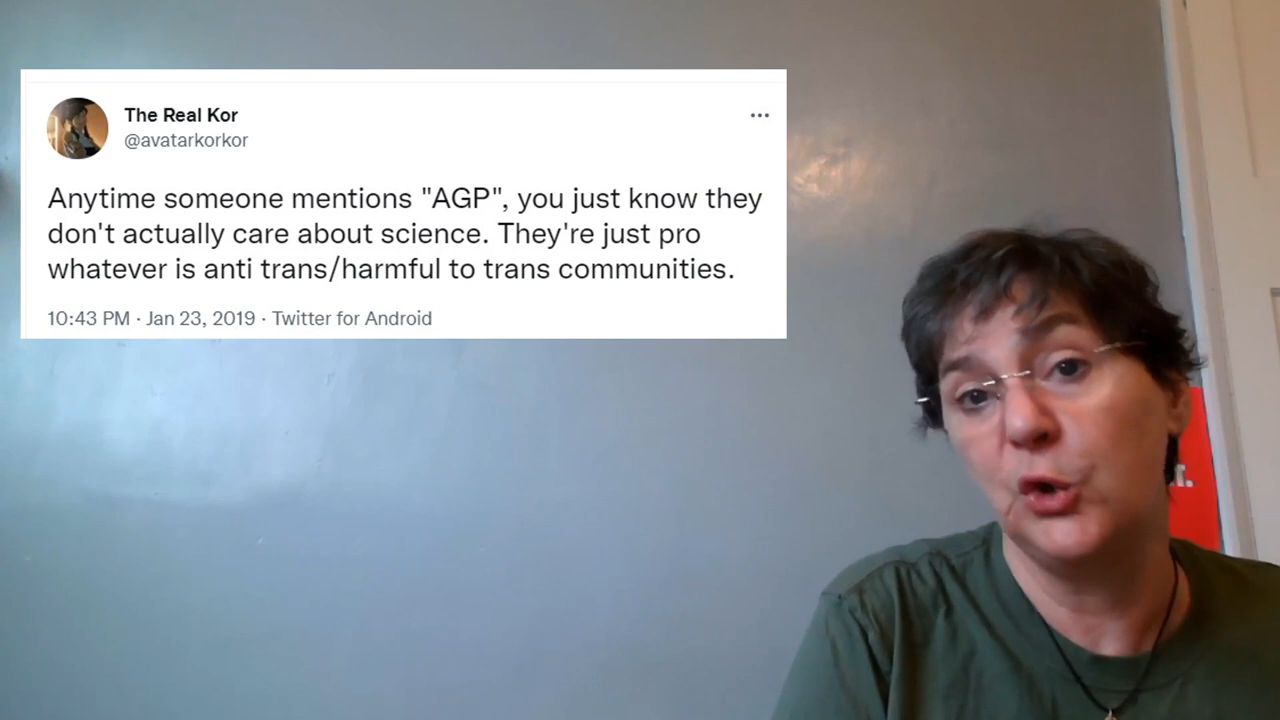 The Real Kor
@avatarkorkor
Anytime someone mentions "AGP", you just know they
don't actually care about science. They're just pro
whatever is anti trans/harmful to trans communities.
10:43 PM · Jan 23, 2019 · Twitter for Android